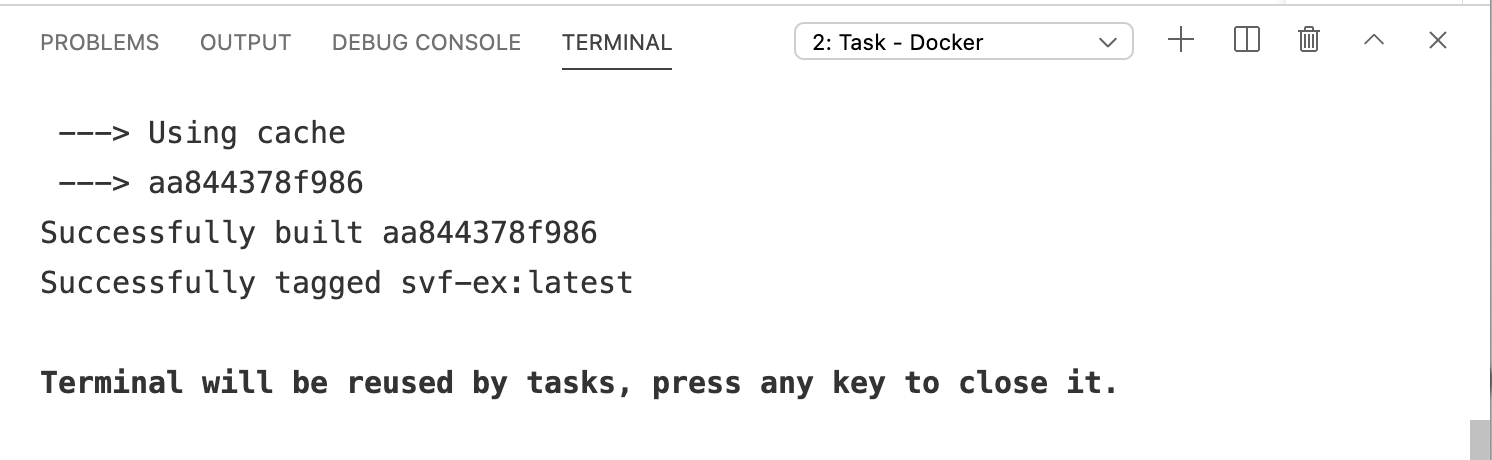 PROBLEMS OUTPUT DEBUG CONSOLE TERMINAL 2: Task - Docker
---> Using cache
---> aa844378f986
Successfully built aa844378f986
Successfully tagged svf-ex:latest
Terminal will be reused by tasks, press any key to close it.